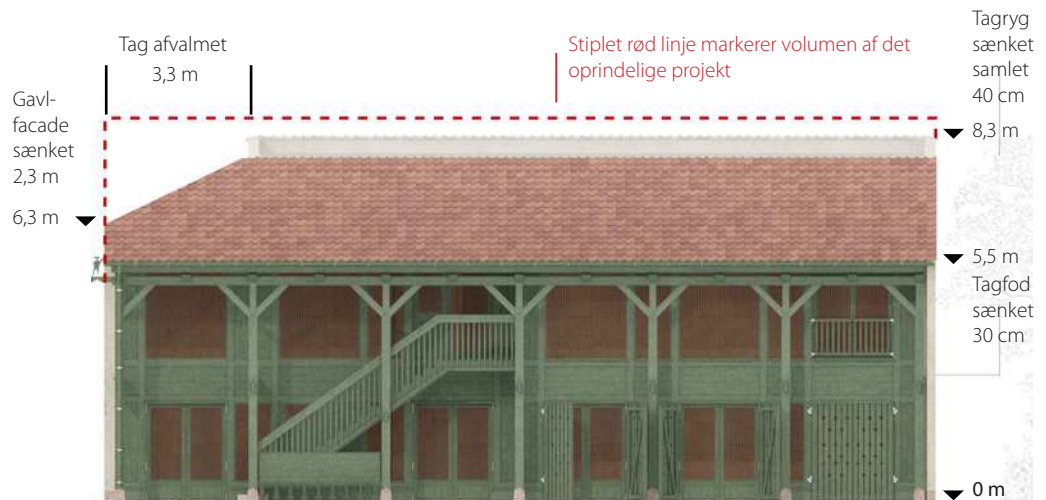 Tag afvalmet
3,3 m
Stiplet rød linje markerer volumen af det
oprindelige projekt
Tagryg
sænket
samlet
40 cm
8,3 m
Gavl-
facade
sænket
2,3 m
6,3 m
5,5 m
Tagfod
sænket
30 cm
0 m